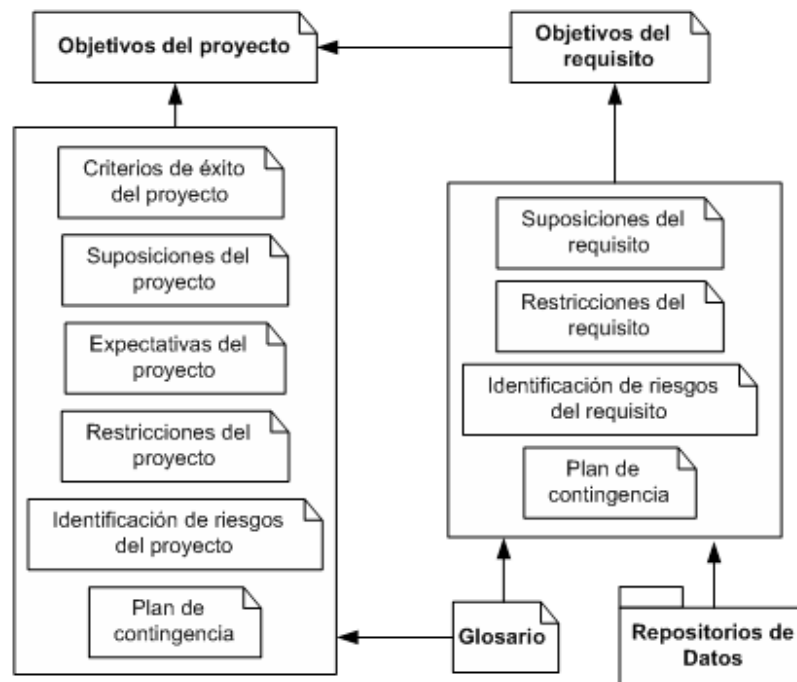 Objetivos del proyecto
Objetivos del
requisito
Criterios de éxito
del proyecto
Suposiciones del
proyecto
Expectativas del
proyecto
Restricciones del
proyecto
Identificación de riesgos
del proyecto
Plan de
contingencia
Suposiciones del
requisito
Restricciones del
requisito
Identificación de riesgos
del requisito
Plan de
contingencia
Glosario
Repositorios de
Datos